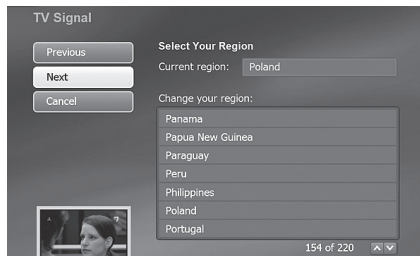 TV Signal
Previous
Next
Cancel
Select Your Region
Current region: Poland
Change your region:
Panama
Papua New Guinea
Paraguay
Peru
Philippines
Poland
Portugal
154 of 220